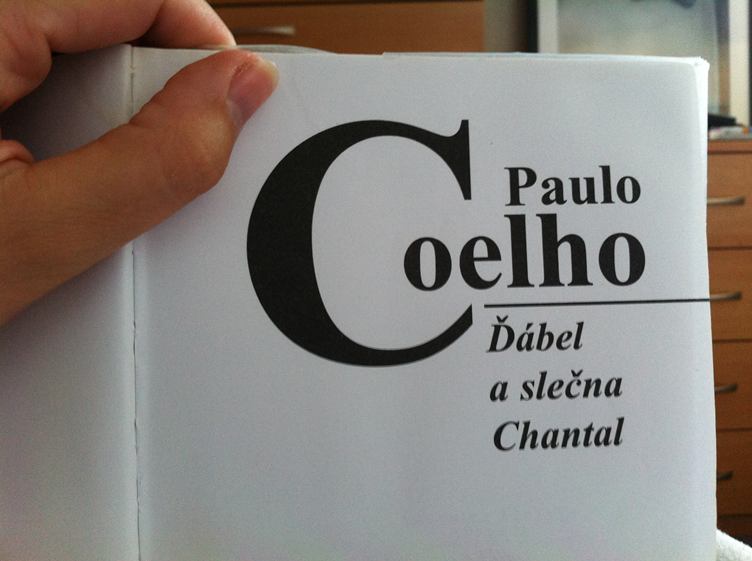 Paulo
Coelho
Ďábel
a slečna
Chantal